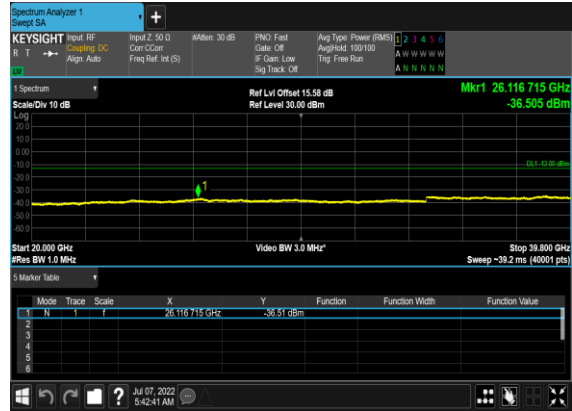 Spectrum Analyzer 1
Swept SA
+
KEYSIGHT Input: RF Input Z: 50 Ω #Atten: 30 dB PNO: Fast Avg Type: Power (RMS) 1 2 3 4 5 6
R T Coupling: DC Corr CCorr Gate: Off Avg|Hold: 100/100 A W W W W W
Align: Auto Freq Ref: Int (S) IF Gain: Low Trig: Free Run
Sig Track: Off A N N N N N
1 Spectrum Ref Lvl Offset 15.58 dB Mkr1 26.116 715 GHz
Scale/Div 10 dB Ref Level 30.00 dBm -36.505 dBm
Log
20.0
10.0
0.00
-10.0 DL1 -13.00 dBm
-20.0
-30.0 1
-40.0
-50.0
-60.0
Start 20.000 GHz Video BW 3.0 MHz* Stop 39.800 GHz
#Res BW 1.0 MHz Sweep ~39.2 ms (40001 pts)
5 Marker Table
Mode Trace Scale X Y Function Function Width Function Value
1 N 1 f 26.116 715 GHz -36.51 dBm
2
3
4
5
6
? Jul 07, 2022
5:42:41 AM